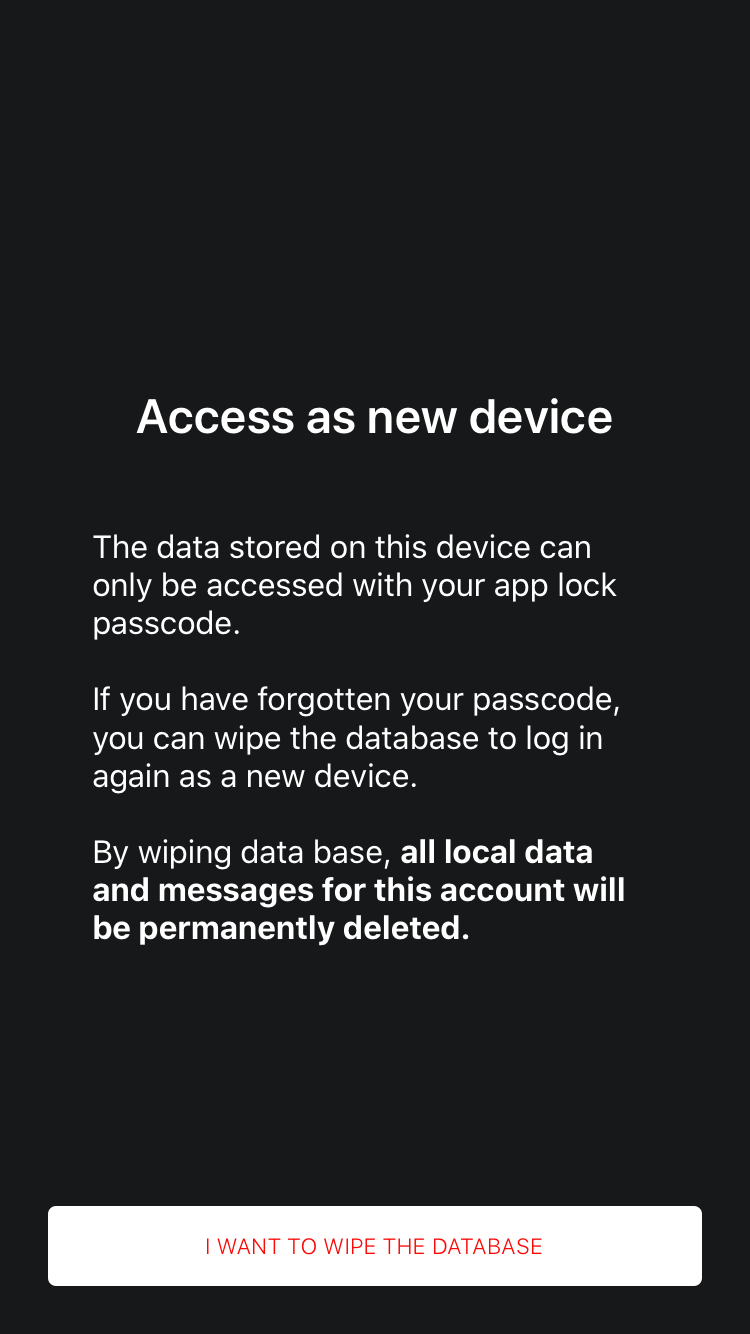 Access as new device
The data stored on this device can
only be accessed with your app lock
passcode.
If you have forgotten your passcode,
you can wipe the database to log in
again as a new device.
By wiping data base, all local data
and messages for this account will
be permanently deleted.
I WANT TO WIPE THE DATABASE